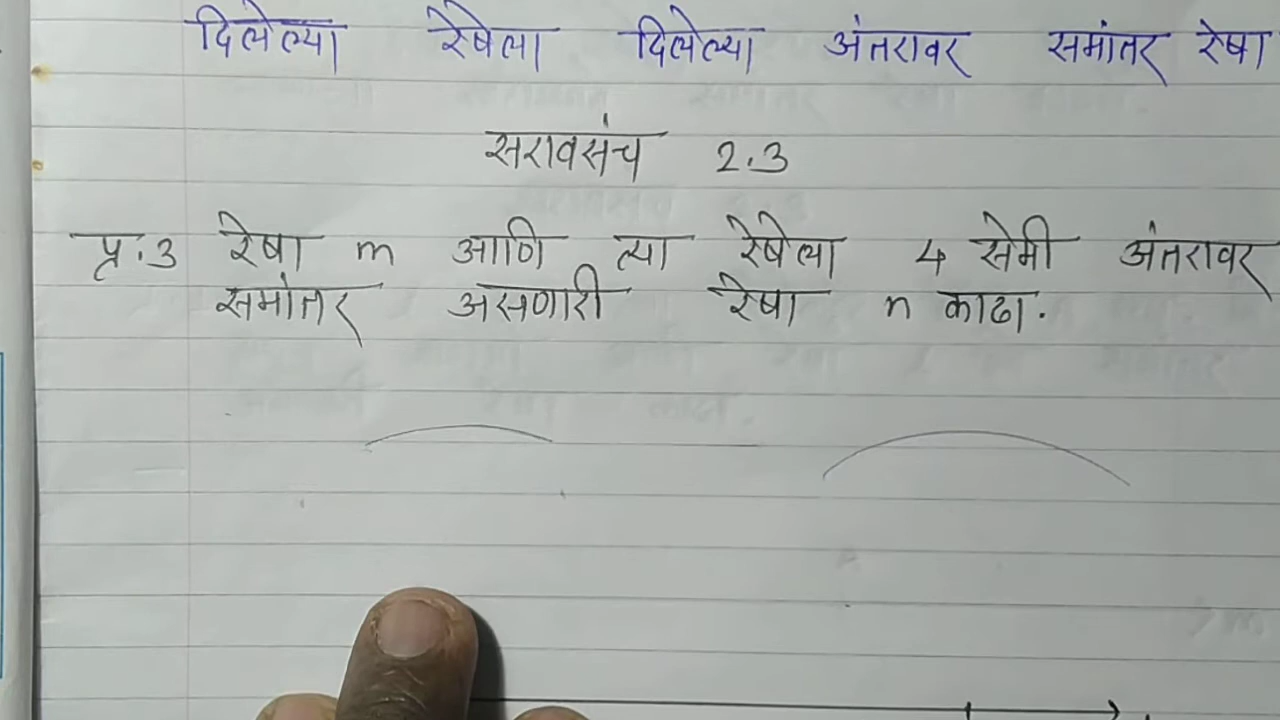 दिलेल्या रेषेला दिलेल्या अंतरावर समांतर रेषा
सरावसंच 2.3
प्र.3 रेषा m आणि त्या रेषेला 4 सेमी अंतरावर
समांतर असणारी रेषा n काढा.